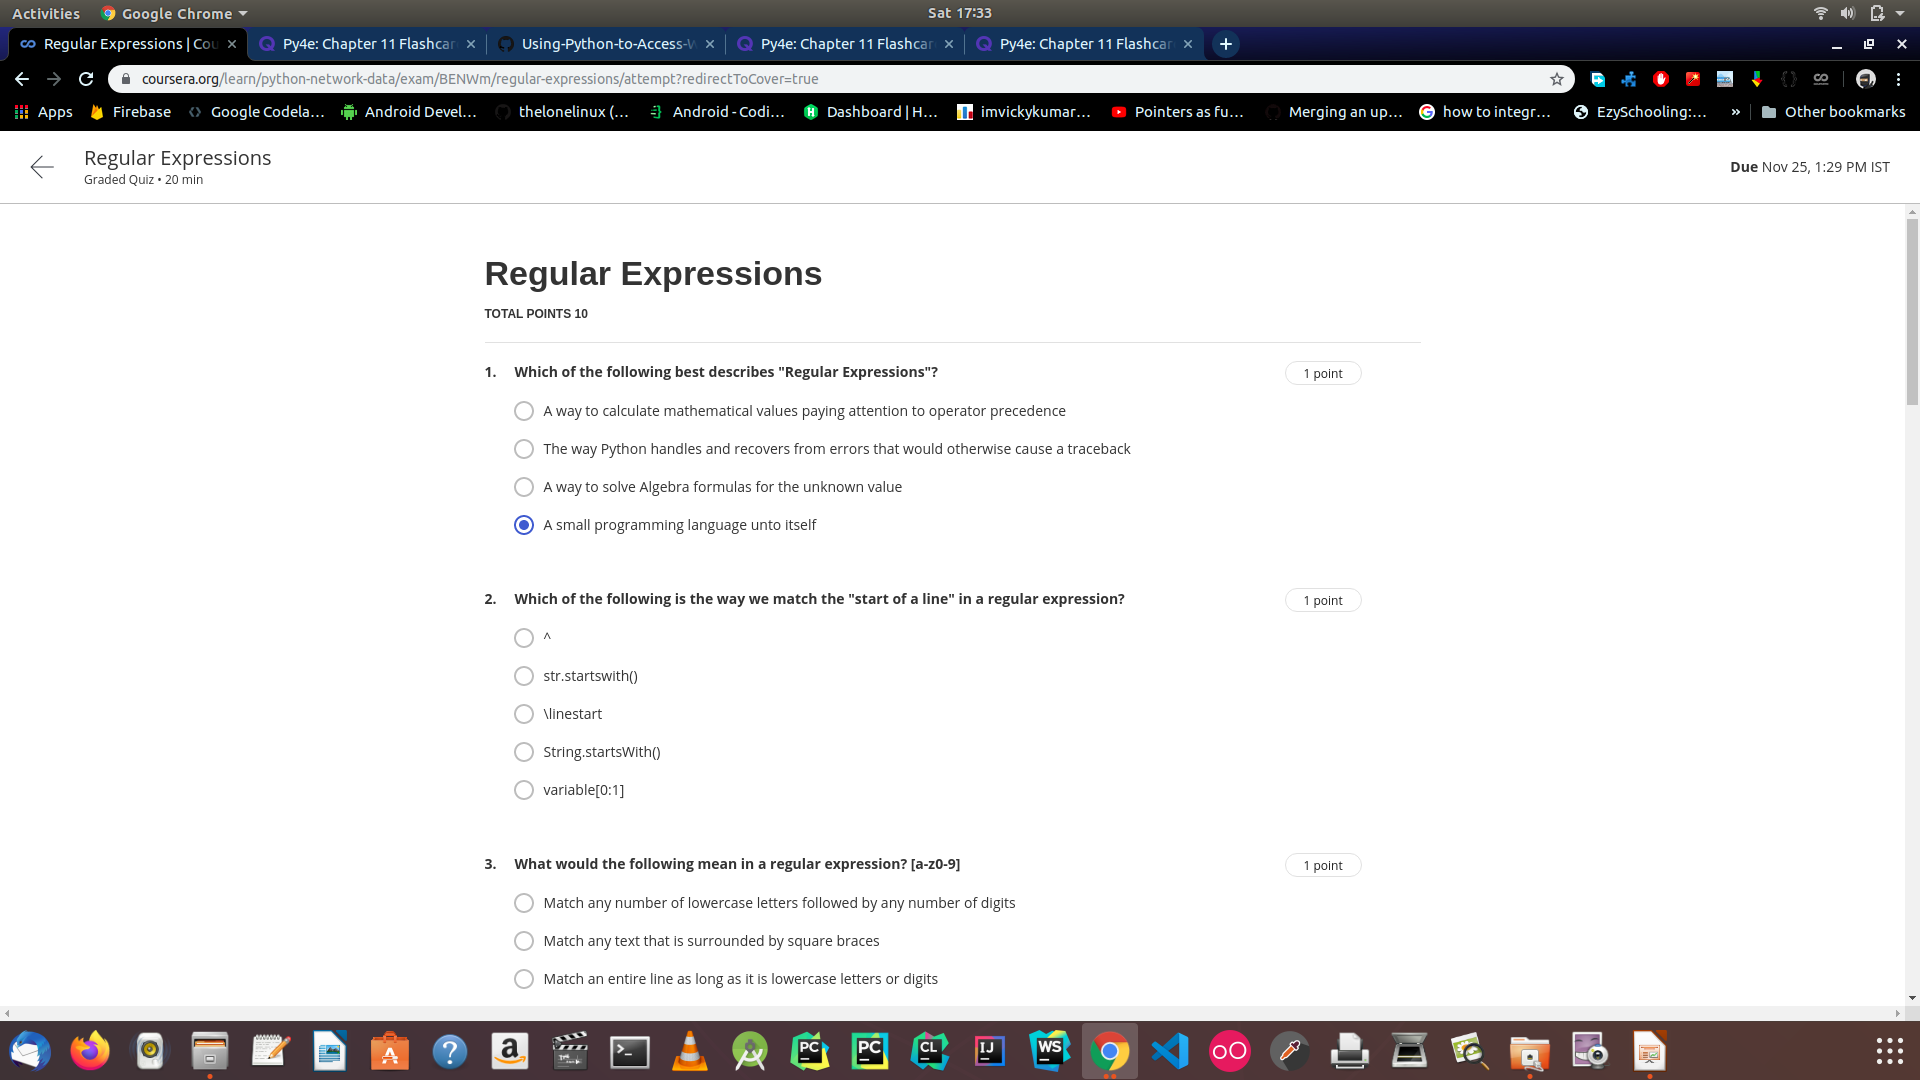 Activities Google Chrome Sat 17:33
Regular Expressions | Cou Py4e: Chapter 11 Flashcar Using-Python-to-Access-W Py4e: Chapter 11 Flashcar Py4e: Chapter 11 Flashcar
coursera.org/learn/python-network-data/exam/BENWm/regular-expressions/attempt?redirectToCover=true
Apps Firebase Google Codela... Android Devel... thelonelinux (... Android - Codi... Dashboard | H... imvickykumar... Pointers as fu... Merging an up... how to integr... EzySchooling:... » Other bookmarks
Regular Expressions
Graded Quiz • 20 min
Due Nov 25, 1:29 PM IST
Regular Expressions
TOTAL POINTS 10
1. Which of the following best describes "Regular Expressions"? 1 point
A way to calculate mathematical values paying attention to operator precedence
The way Python handles and recovers from errors that would otherwise cause a traceback
A way to solve Algebra formulas for the unknown value
A small programming language unto itself
2. Which of the following is the way we match the "start of a line" in a regular expression? 1 point
^
str.startswith()
\linestart
String.startsWith()
variable[0:1]
3. What would the following mean in a regular expression? [a-z0-9] 1 point
Match any number of lowercase letters followed by any number of digits
Match any text that is surrounded by square braces
Match an entire line as long as it is lowercase letters or digits
PC PC CL IJ WS